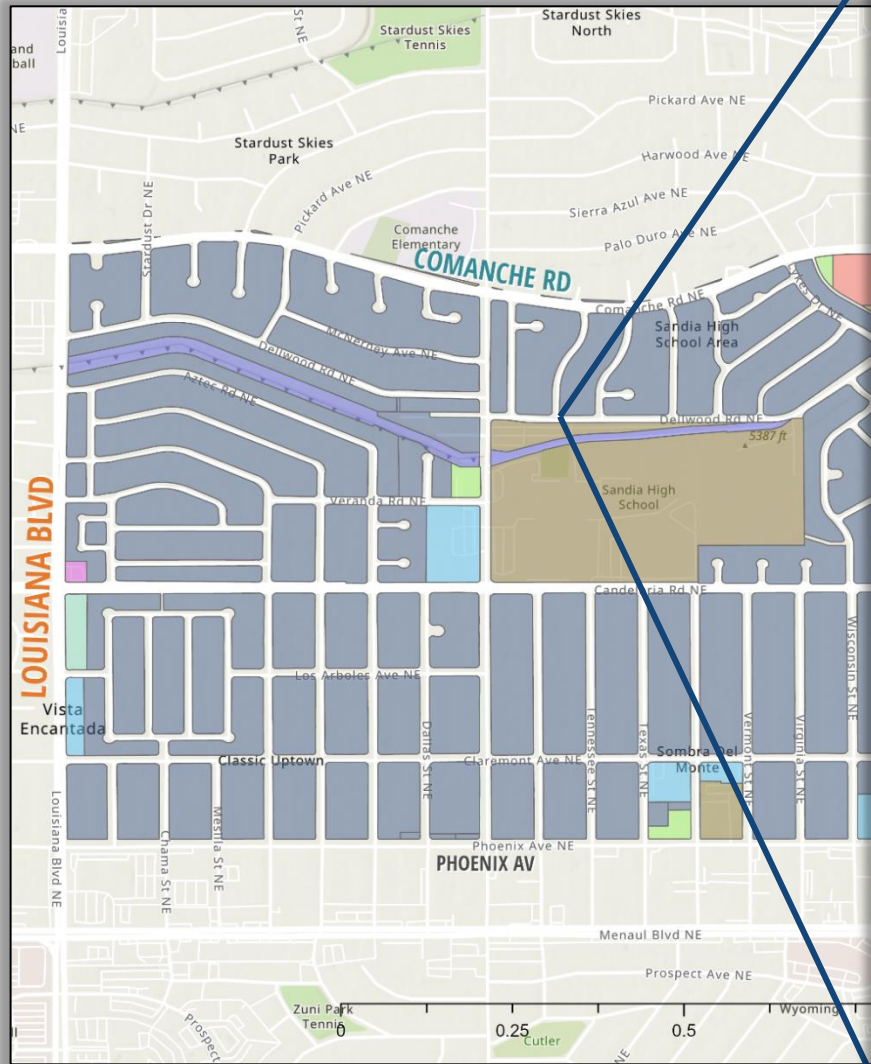 Louisia
St NE
Stardust Skies
Tennis
Stardust Skies
North
and
ball
NE
Pickard Ave NE
Stardust Skies
Park
Harwood Ave NE
Pickard Ave NE
Stardust Dr NE
Sierra Azul Ave NE
Comanche
Elementary
Palo Duro Ave NE
COMANCHE RD
Comanche Rd NE
Lykes Dr NE
Sandia High
School Area
McNerney Ave NE
Dellwood Rd NE
Aztec Rd NE
Dellwood Rd NE
5387 ft
LOUISIANA BLVD
Veranda Rd NE
Sandia High
School
Candelaria Rd NE
Wisconsin St NE
Los Arboles Ave NE
Vista
Encantada
Dallas St NE
Tennessee St NE
Texas St NE
Vermont St NE
Virginia St NE
Classic Uptown
Claremont Ave NE
Sombra Del
Monte
Louisiana Blvd NE
Chama St NE
Mesilla St NE
Phoenix Ave NE
PHOENIX AV
Menaul Blvd NE
Prospect Ave NE
Zuni Park
Tennis
Prospect
Wyoming
0
0.25
0.5
Cutler
NE
ll